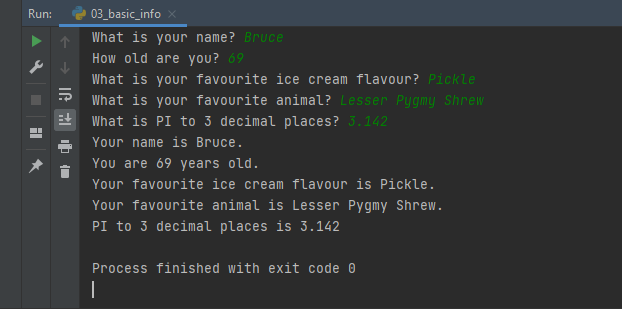 Run: 03_basic_info
What is your name? Bruce
How old are you? 69
What is your favourite ice cream flavour? Pickle
What is your favourite animal? Lesser Pygmy Shrew
What is PI to 3 decimal places? 3.142
Your name is Bruce.
You are 69 years old.
Your favourite ice cream flavour is Pickle.
Your favourite animal is Lesser Pygmy Shrew.
PI to 3 decimal places is 3.142
Process finished with exit code 0